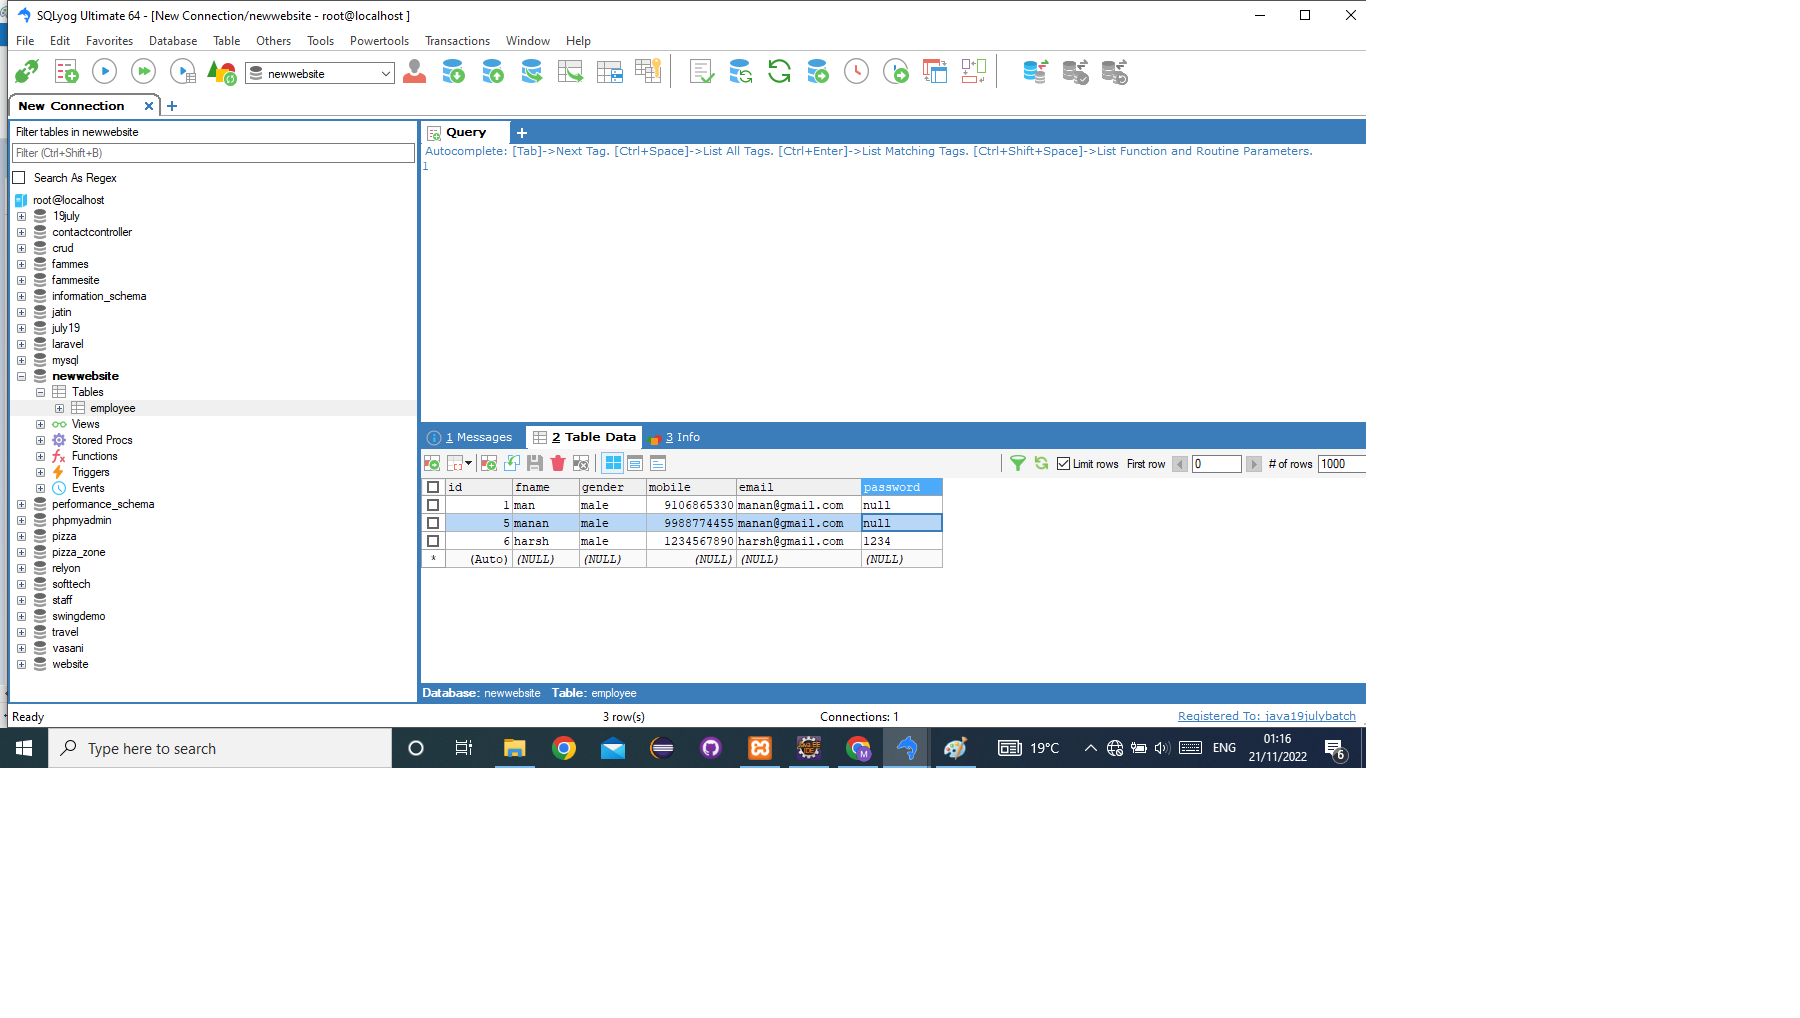 SQLyog Ultimate 64 - [New Connection/newwebsite - root@localhost ]
File Edit Favorites Database Table Others Tools Powertools Transactions Window Help
newwebsite
New Connection
Filter tables in newwebsite
Filter (Ctrl+Shift+B)
Search As Regex
root@localhost
19july
contactcontroller
crud
fammes
fammesite
information_schema
jatin
july19
laravel
mysql
newwebsite
Tables
employee
Views
Stored Procs
Functions
Triggers
Events
performance_schema
phpmyadmin
pizza
pizza_zone
relyon
softtech
staff
swingdemo
travel
vasani
website
Query
Autocomplete: [Tab]->Next Tag. [Ctrl+Space]->List All Tags. [Ctrl+Enter]->List Matching Tags. [Ctrl+Shift+Space]->List Function and Routine Parameters.
1
1 Messages 2 Table Data 3 Info
Limit rows First row 0 # of rows 1000
id fname gender mobile email password
1 man male 9106865330 manan@gmail.com null
5 manan male 9988774455 manan@gmail.com null
6 harsh male 1234567890 harsh@gmail.com 1234
* (Auto) (NULL) (NULL) (NULL) (NULL) (NULL)
Database: newwebsite Table: employee
Ready 3 row(s) Connections: 1 Registered To: java19julybatch
Type here to search
19°C
ENG
01:16
21/11/2022
6